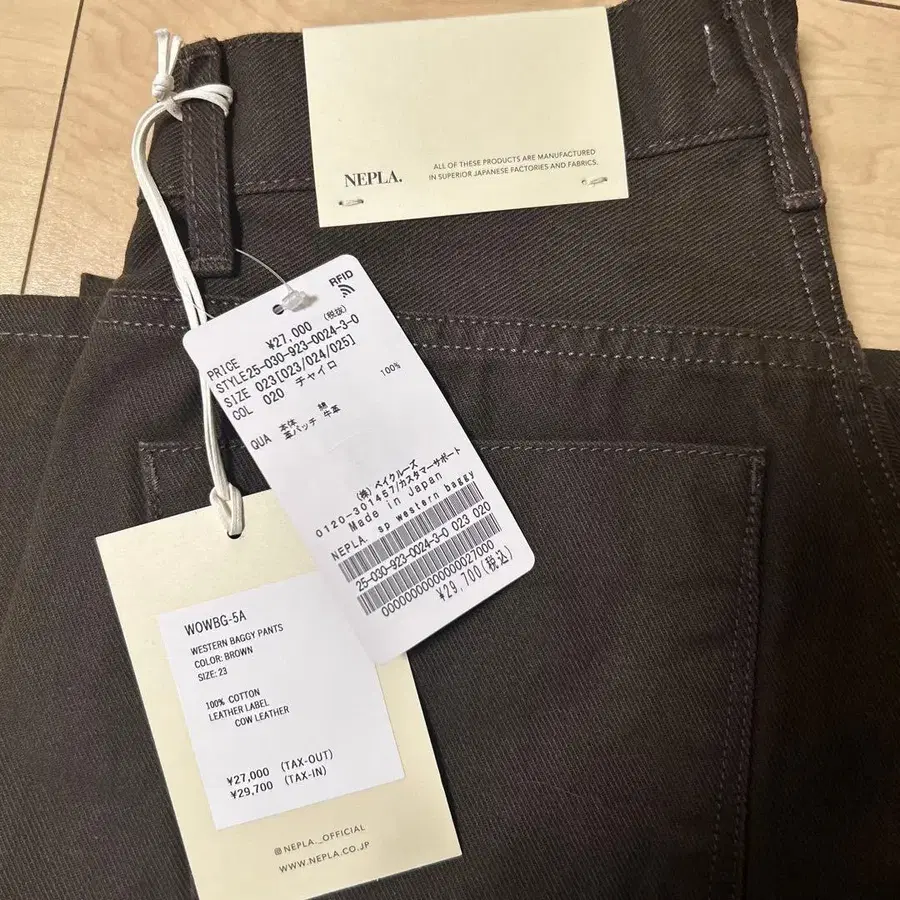 NEPLA.
ALL OF THESE PRODUCTS ARE MANUFACTURED
IN SUPERIOR JAPANESE FACTORIES AND FABRICS.
RFID
PRICE ¥27,000 (税抜)
STYLE25-030-923-0024-3-0
SIZE 023[023/024/025]
COL 020 チャイロ
QUA 本体 綿 100%
革パッチ 牛革
(株)ベイクルーズ
0120-301457/カスタマーサポート
Made in Japan
NEPLA. sp western baggy
25-030-923-0024-3-0 023 020
0000000000000027000
¥29,700(税込)
WOWBG-5A
WESTERN BAGGY PANTS
COLOR: BROWN
SIZE: 23
100% COTTON
LEATHER LABEL
COW LEATHER
¥27,000 (TAX-OUT)
¥29,700 (TAX-IN)
@NEPLA._OFFICIAL
WWW.NEPLA.CO.JP